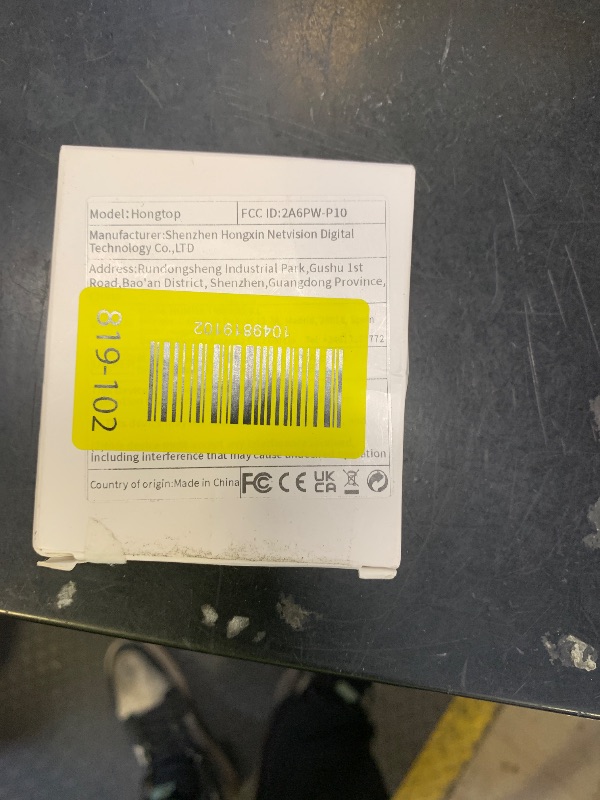 Model:Hongtop
FCC ID:2A6PW-P10
Manufacturer:Shenzhen Hongxin Netvision Digital
Technology Co.,LTD
Address:Rundongsheng Industrial Park,Gushu 1st
Road,Bao'an District, Shenzhen,Guangdong Province,
772
1049819102
819-102
including interference that may cause
Country of origin:Made in China
FC CE UK
CA